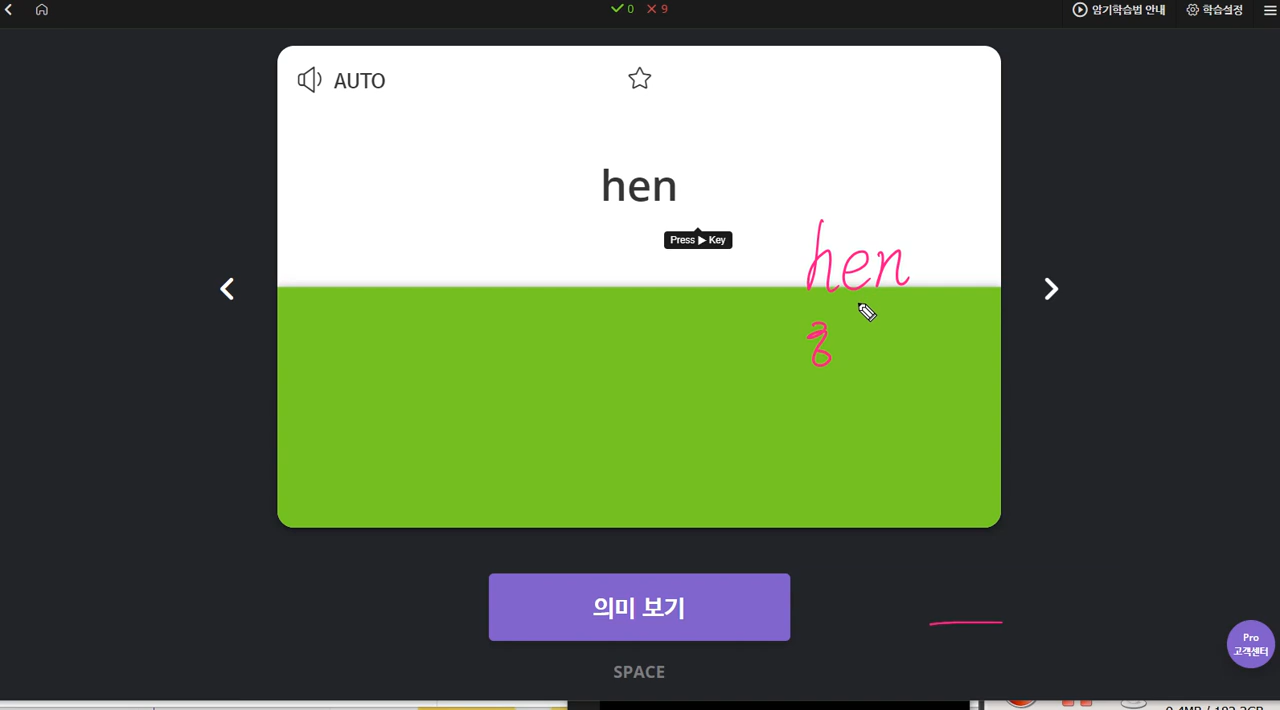 ✓ 0 ✕ 9 암기학습법 안내 학습설정
AUTO
hen
Press ▶ Key
hen
ㅎ
의미 보기
SPACE
Pro
고객센터